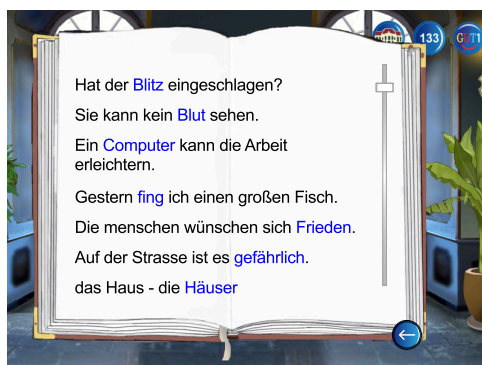 133
GUT1
Hat der Blitz eingeschlagen?
Sie kann kein Blut sehen.
Ein Computer kann die Arbeit
erleichtern.
Gestern fing ich einen großen Fisch.
Die menschen wünschen sich Frieden.
Auf der Strasse ist es gefährlich.
das Haus - die Häuser